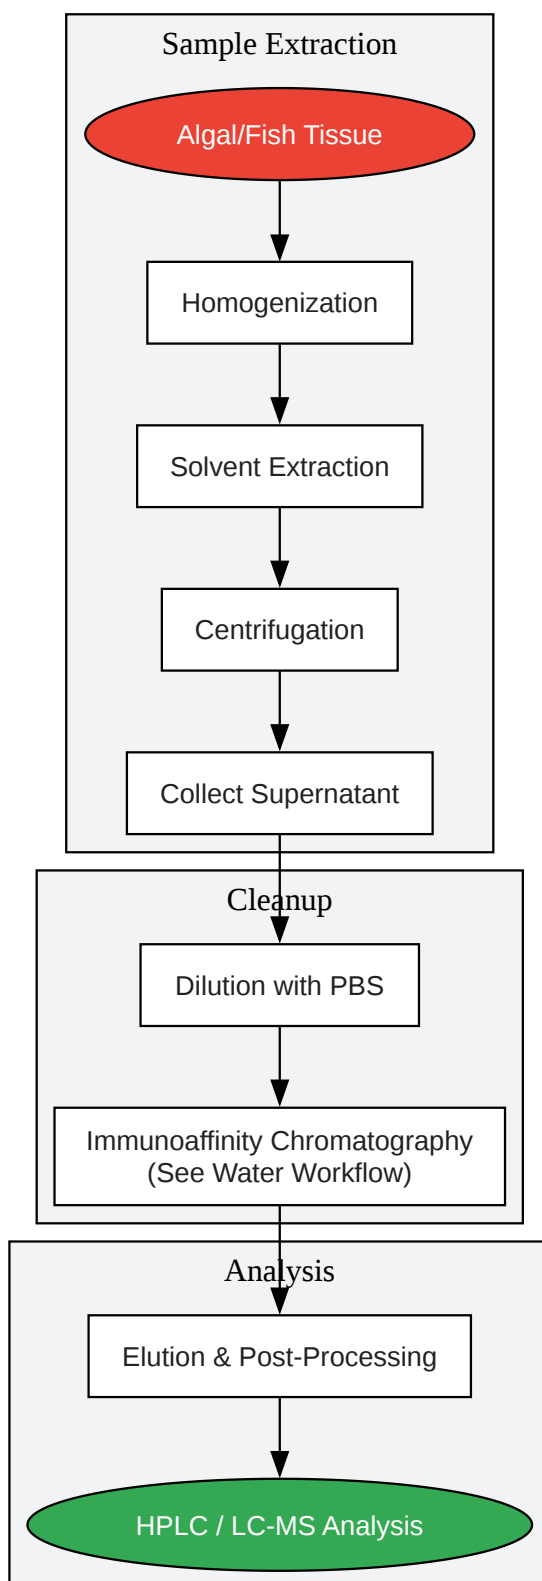 Sample Extraction
Algal/Fish Tissue
Homogenization
Solvent Extraction
Centrifugation
Collect Supernatant
Cleanup
Dilution with PBS
Immunoaffinity Chromatography
(See Water Workflow)
Analysis
Elution & Post-Processing
HPLC / LC-MS Analysis